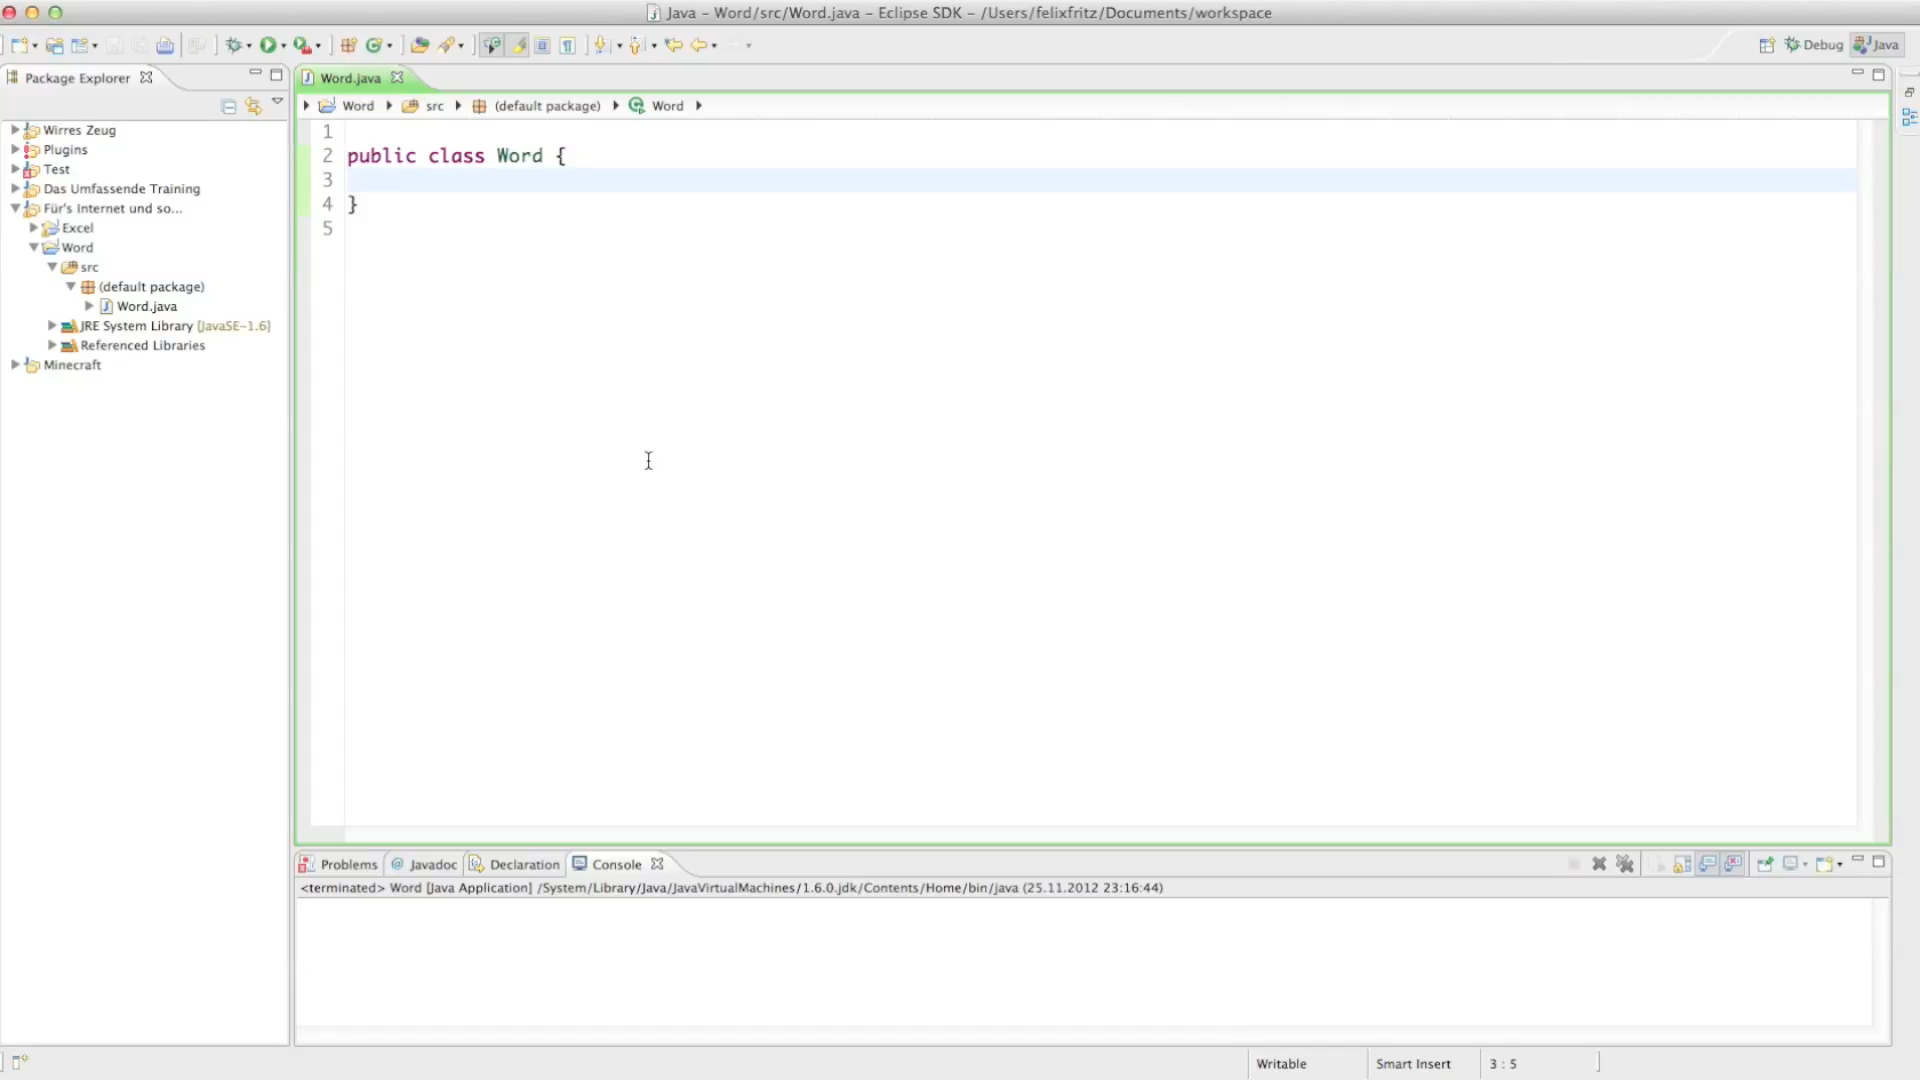 Java – Word/src/Word.java – Eclipse SDK – /Users/felixfritz/Documents/workspace
Debug
Java
Package Explorer
Wirres Zeug
Plugins
Test
Das Umfassende Training
Für's Internet und so...
Excel
Word
src
(default package)
Word.java
JRE System Library [JavaSE-1.6]
Referenced Libraries
Minecraft
Word.java
Word src (default package) Word
1
2 public class Word {
3
4 }
5
Problems @ Javadoc Declaration Console
<terminated> Word [Java Application] /System/Library/Java/JavaVirtualMachines/1.6.0.jdk/Contents/Home/bin/java (25.11.2012 23:16:44)
Writable Smart Insert 3 : 5